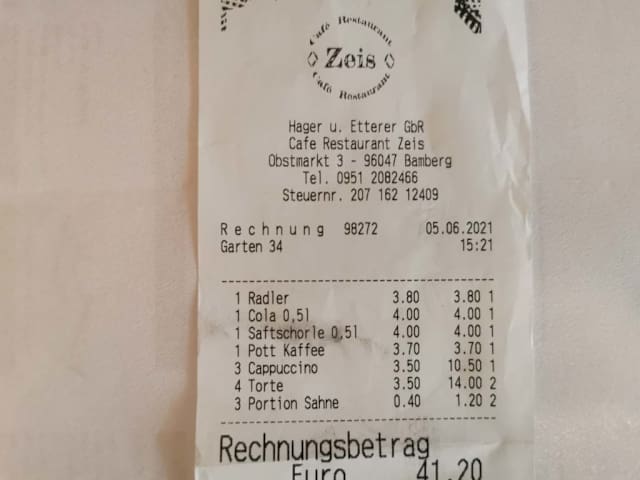 Café Restaurant
Zeis
Café Restaurant
Hager u. Etterer GbR
Cafe Restaurant Zeis
Obstmarkt 3 - 96047 Bamberg
Tel. 0951 2082466
Steuernr. 207 162 12409
Rechnung 98272 05.06.2021
Garten 34 15:21
1 Radler 3.80 3.80 1
1 Cola 0,5l 4.00 4.00 1
1 Saftschorle 0,5l 4.00 4.00 1
1 Pott Kaffee 3.70 3.70 1
3 Cappuccino 3.50 10.50 1
4 Torte 3.50 14.00 2
3 Portion Sahne 0.40 1.20 2
Rechnungsbetrag
Euro 41.20